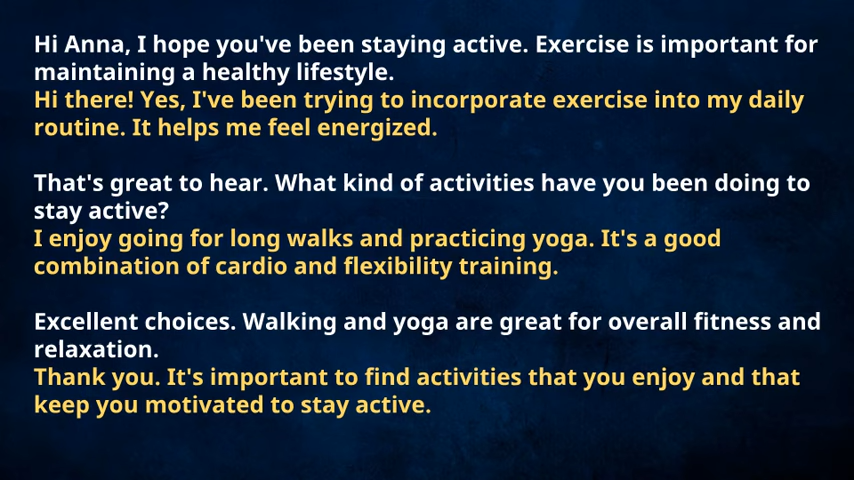 Hi Anna, I hope you've been staying active. Exercise is important for
maintaining a healthy lifestyle.
Hi there! Yes, I've been trying to incorporate exercise into my daily
routine. It helps me feel energized.
That's great to hear. What kind of activities have you been doing to
stay active?
I enjoy going for long walks and practicing yoga. It's a good
combination of cardio and flexibility training.
Excellent choices. Walking and yoga are great for overall fitness and
relaxation.
Thank you. It's important to find activities that you enjoy and that
keep you motivated to stay active.